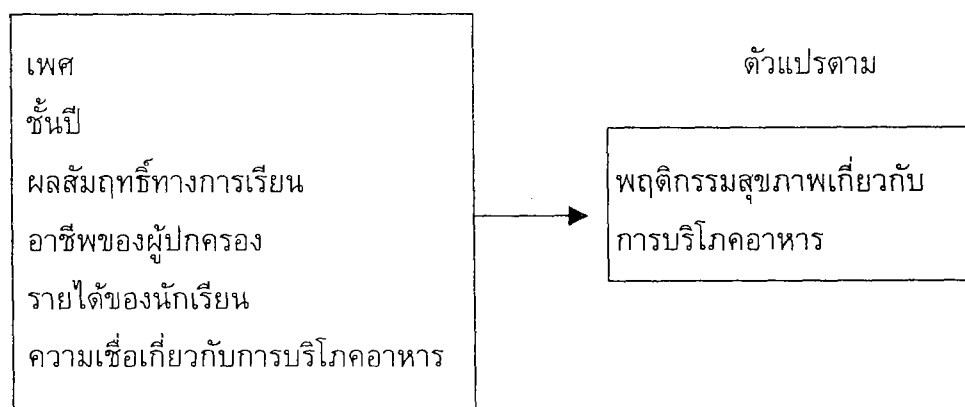 เพศ
ชั้นปี
ผลสัมฤทธิ์ทางการเรียน
อาชีพของผู้ปกครอง
รายได้ของนักเรียน
ความเชื่อเกี่ยวกับการบริโภคอาหาร
ตัวแปรตาม
พฤติกรรมสุขภาพเกี่ยวกับ
การบริโภคอาหาร